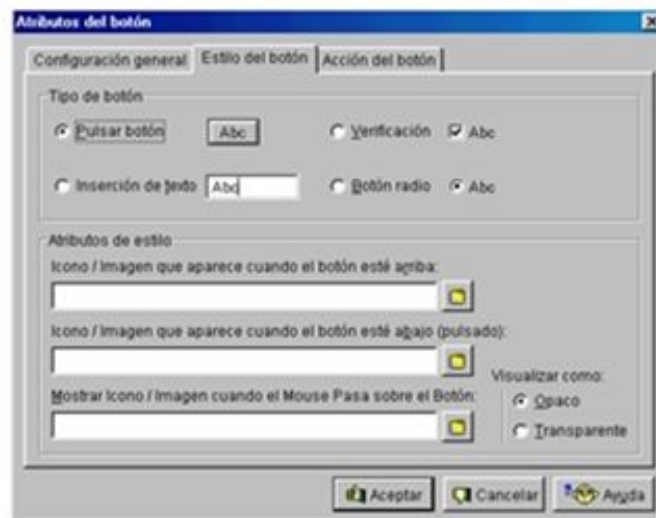 Atributos del botón
Configuración general Estilo del botón Acción del botón
Tipo de botón
Pulsar botón Abc Verificación Abc
Inserción de texto Abc Botón radio Abc
Atributos de estilo
Icono / Imagen que aparece cuando el botón esté arriba:
Icono / Imagen que aparece cuando el botón esté abajo (pulsado):
Visualizar como:
Mostrar Icono / Imagen cuando el Mouse Pasa sobre el Botón:
Opaco
Transparente
Aceptar Cancelar Ayuda